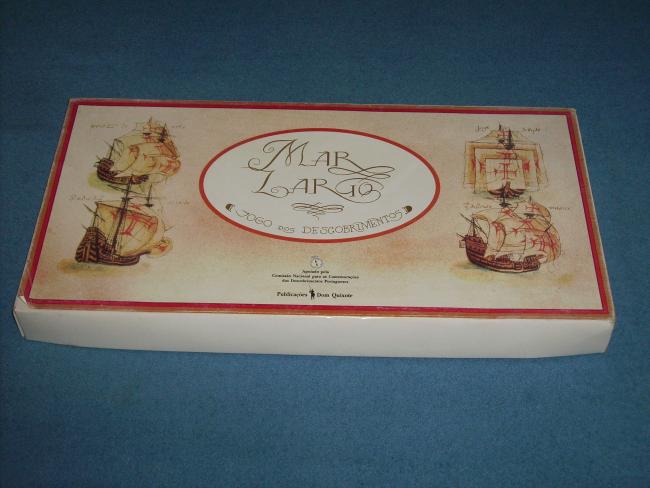 MAR
LARGO
JOGO DOS DESCOBRIMENTOS
Apoiado pela
Comissão Nacional para as Comemorações
dos Descobrimentos Portugueses
Publicações Dom Quixote